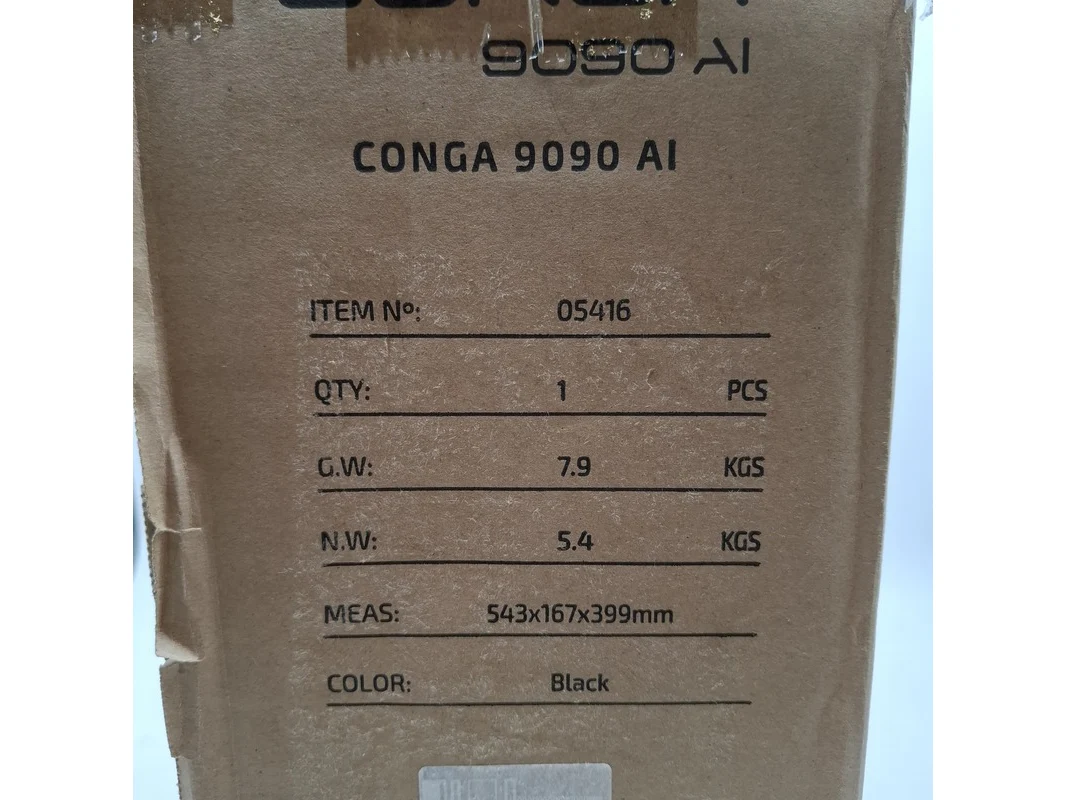 9090 AI
CONGA 9090 AI
ITEM Nº: 05416
QTY: 1 PCS
G.W: 7.9 KGS
N.W: 5.4 KGS
MEAS: 543x167x399mm
COLOR: Black